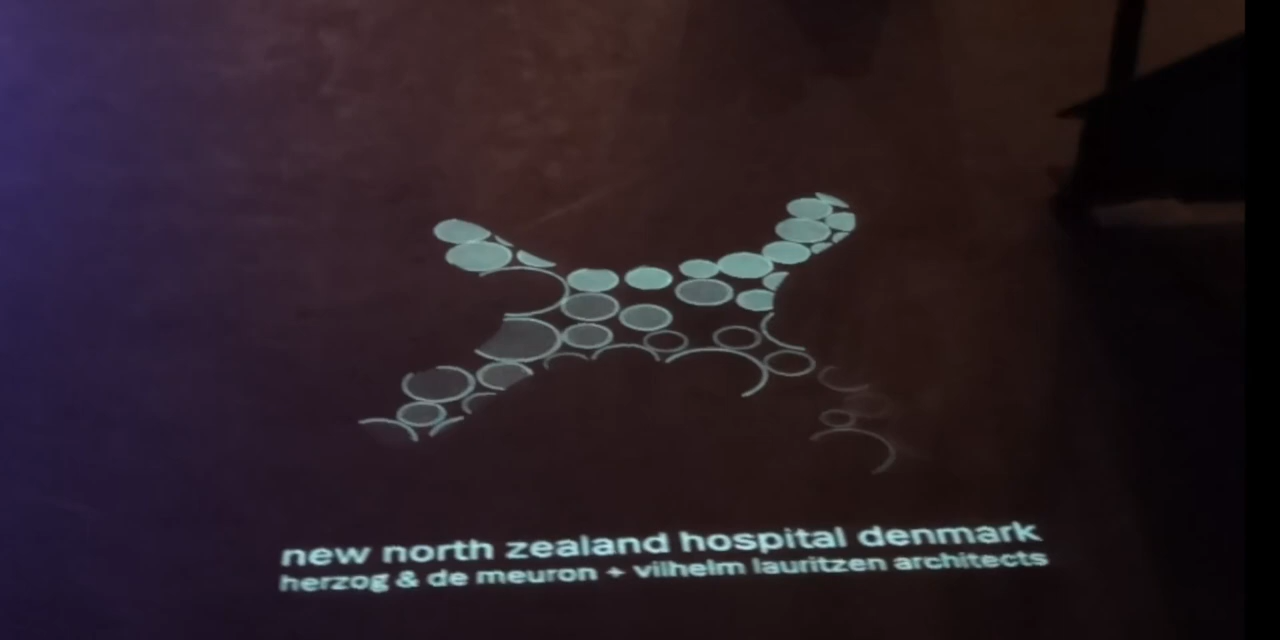 new north zealand hospital denmark
herzog & de meuron + vilhelm lauritzen architects